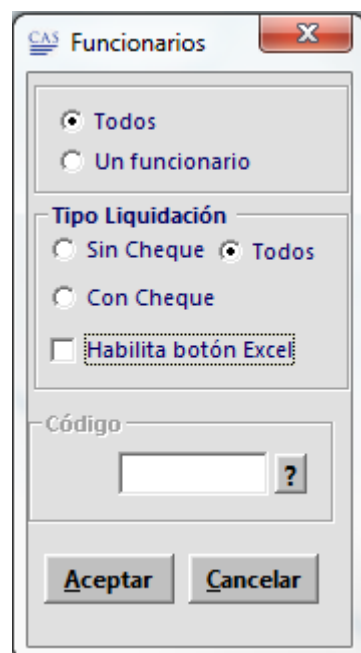 CAS Funcionarios
Todos
Un funcionario
Tipo Liquidación
Sin Cheque Todos
Con Cheque
Habilita botón Excel
Código
?
Aceptar Cancelar